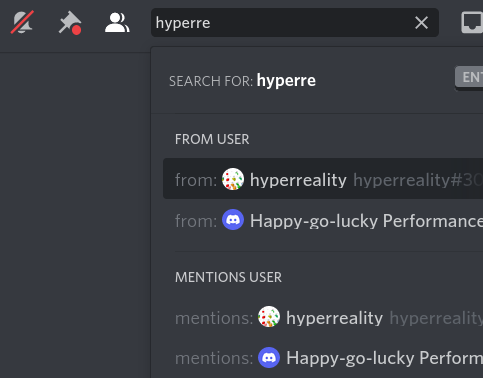 hyperre
SEARCH FOR: hyperre
FROM USER
from: hyperreality hyperreality#30
from: Happy-go-lucky Performance
MENTIONS USER
mentions: hyperreality hyperreality
mentions: Happy-go-lucky Perform